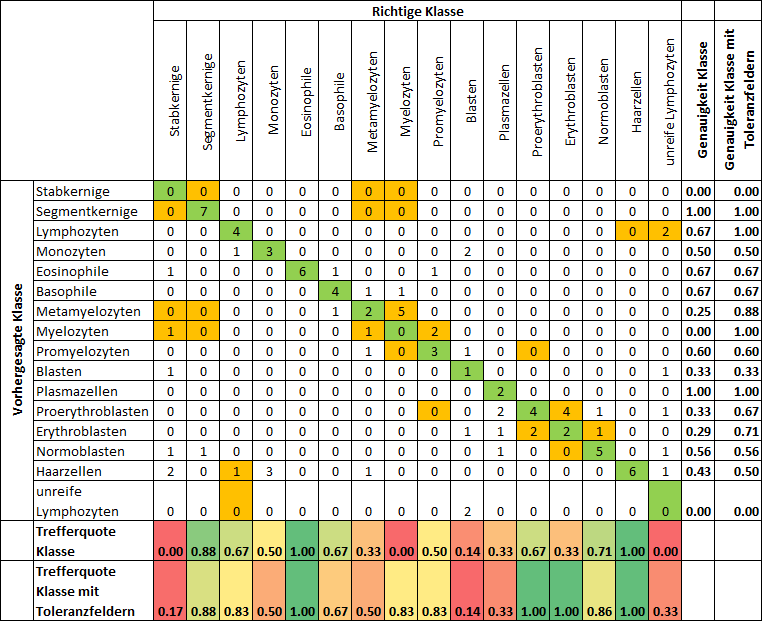 Richtige Klasse
Stabkernige Segmentkernige Lymphozyten Monozyten Eosinophile Basophile Metamyelozyten Myelozyten Promyelozyten Blasten Plasmazellen Proerythroblasten Erythroblasten Normoblasten Haarzellen unreife Lymphozyten Genauigkeit Klasse Genauigkeit Klasse mit Toleranzfeldern
Vorhergesagte Klasse
Stabkernige 0 0 0 0 0 0 0 0 0 0 0 0 0 0 0 0 0.00 0.00
Segmentkernige 0 7 0 0 0 0 0 0 0 0 0 0 0 0 0 0 1.00 1.00
Lymphozyten 0 0 4 0 0 0 0 0 0 0 0 0 0 0 0 2 0.67 1.00
Monozyten 0 0 1 3 0 0 0 0 0 2 0 0 0 0 0 0 0.50 0.50
Eosinophile 1 0 0 0 6 1 0 0 1 0 0 0 0 0 0 0 0.67 0.67
Basophile 0 0 0 0 0 4 1 1 0 0 0 0 0 0 0 0 0.67 0.67
Metamyelozyten 0 0 0 0 0 1 2 5 0 0 0 0 0 0 0 0 0.25 0.88
Myelozyten 1 0 0 0 0 0 1 0 2 0 0 0 0 0 0 0 0.00 1.00
Promyelozyten 0 0 0 0 0 0 1 0 3 1 0 0 0 0 0 0 0.60 0.60
Blasten 1 0 0 0 0 0 0 0 0 1 0 0 0 0 0 1 0.33 0.33
Plasmazellen 0 0 0 0 0 0 0 0 0 0 2 0 0 0 0 0 1.00 1.00
Proerythroblasten 0 0 0 0 0 0 0 0 0 0 2 4 4 1 0 1 0.33 0.67
Erythroblasten 0 0 0 0 0 0 0 0 0 1 1 2 2 1 0 0 0.29 0.71
Normoblasten 1 1 0 0 0 0 0 0 0 0 1 0 0 5 0 1 0.56 0.56
Haarzellen 2 0 1 3 0 0 1 0 0 0 0 0 0 0 6 1 0.43 0.50
unreife
Lymphozyten 0 0 0 0 0 0 0 0 0 2 0 0 0 0 0 0 0.00 0.00
Trefferquote
Klasse 0.00 0.88 0.67 0.50 1.00 0.67 0.33 0.00 0.50 0.14 0.33 0.67 0.33 0.71 1.00 0.00
Trefferquote
Klasse mit
Toleranzfeldern 0.17 0.88 0.83 0.50 1.00 0.67 0.50 0.83 0.83 0.14 0.33 1.00 1.00 0.86 1.00 0.33